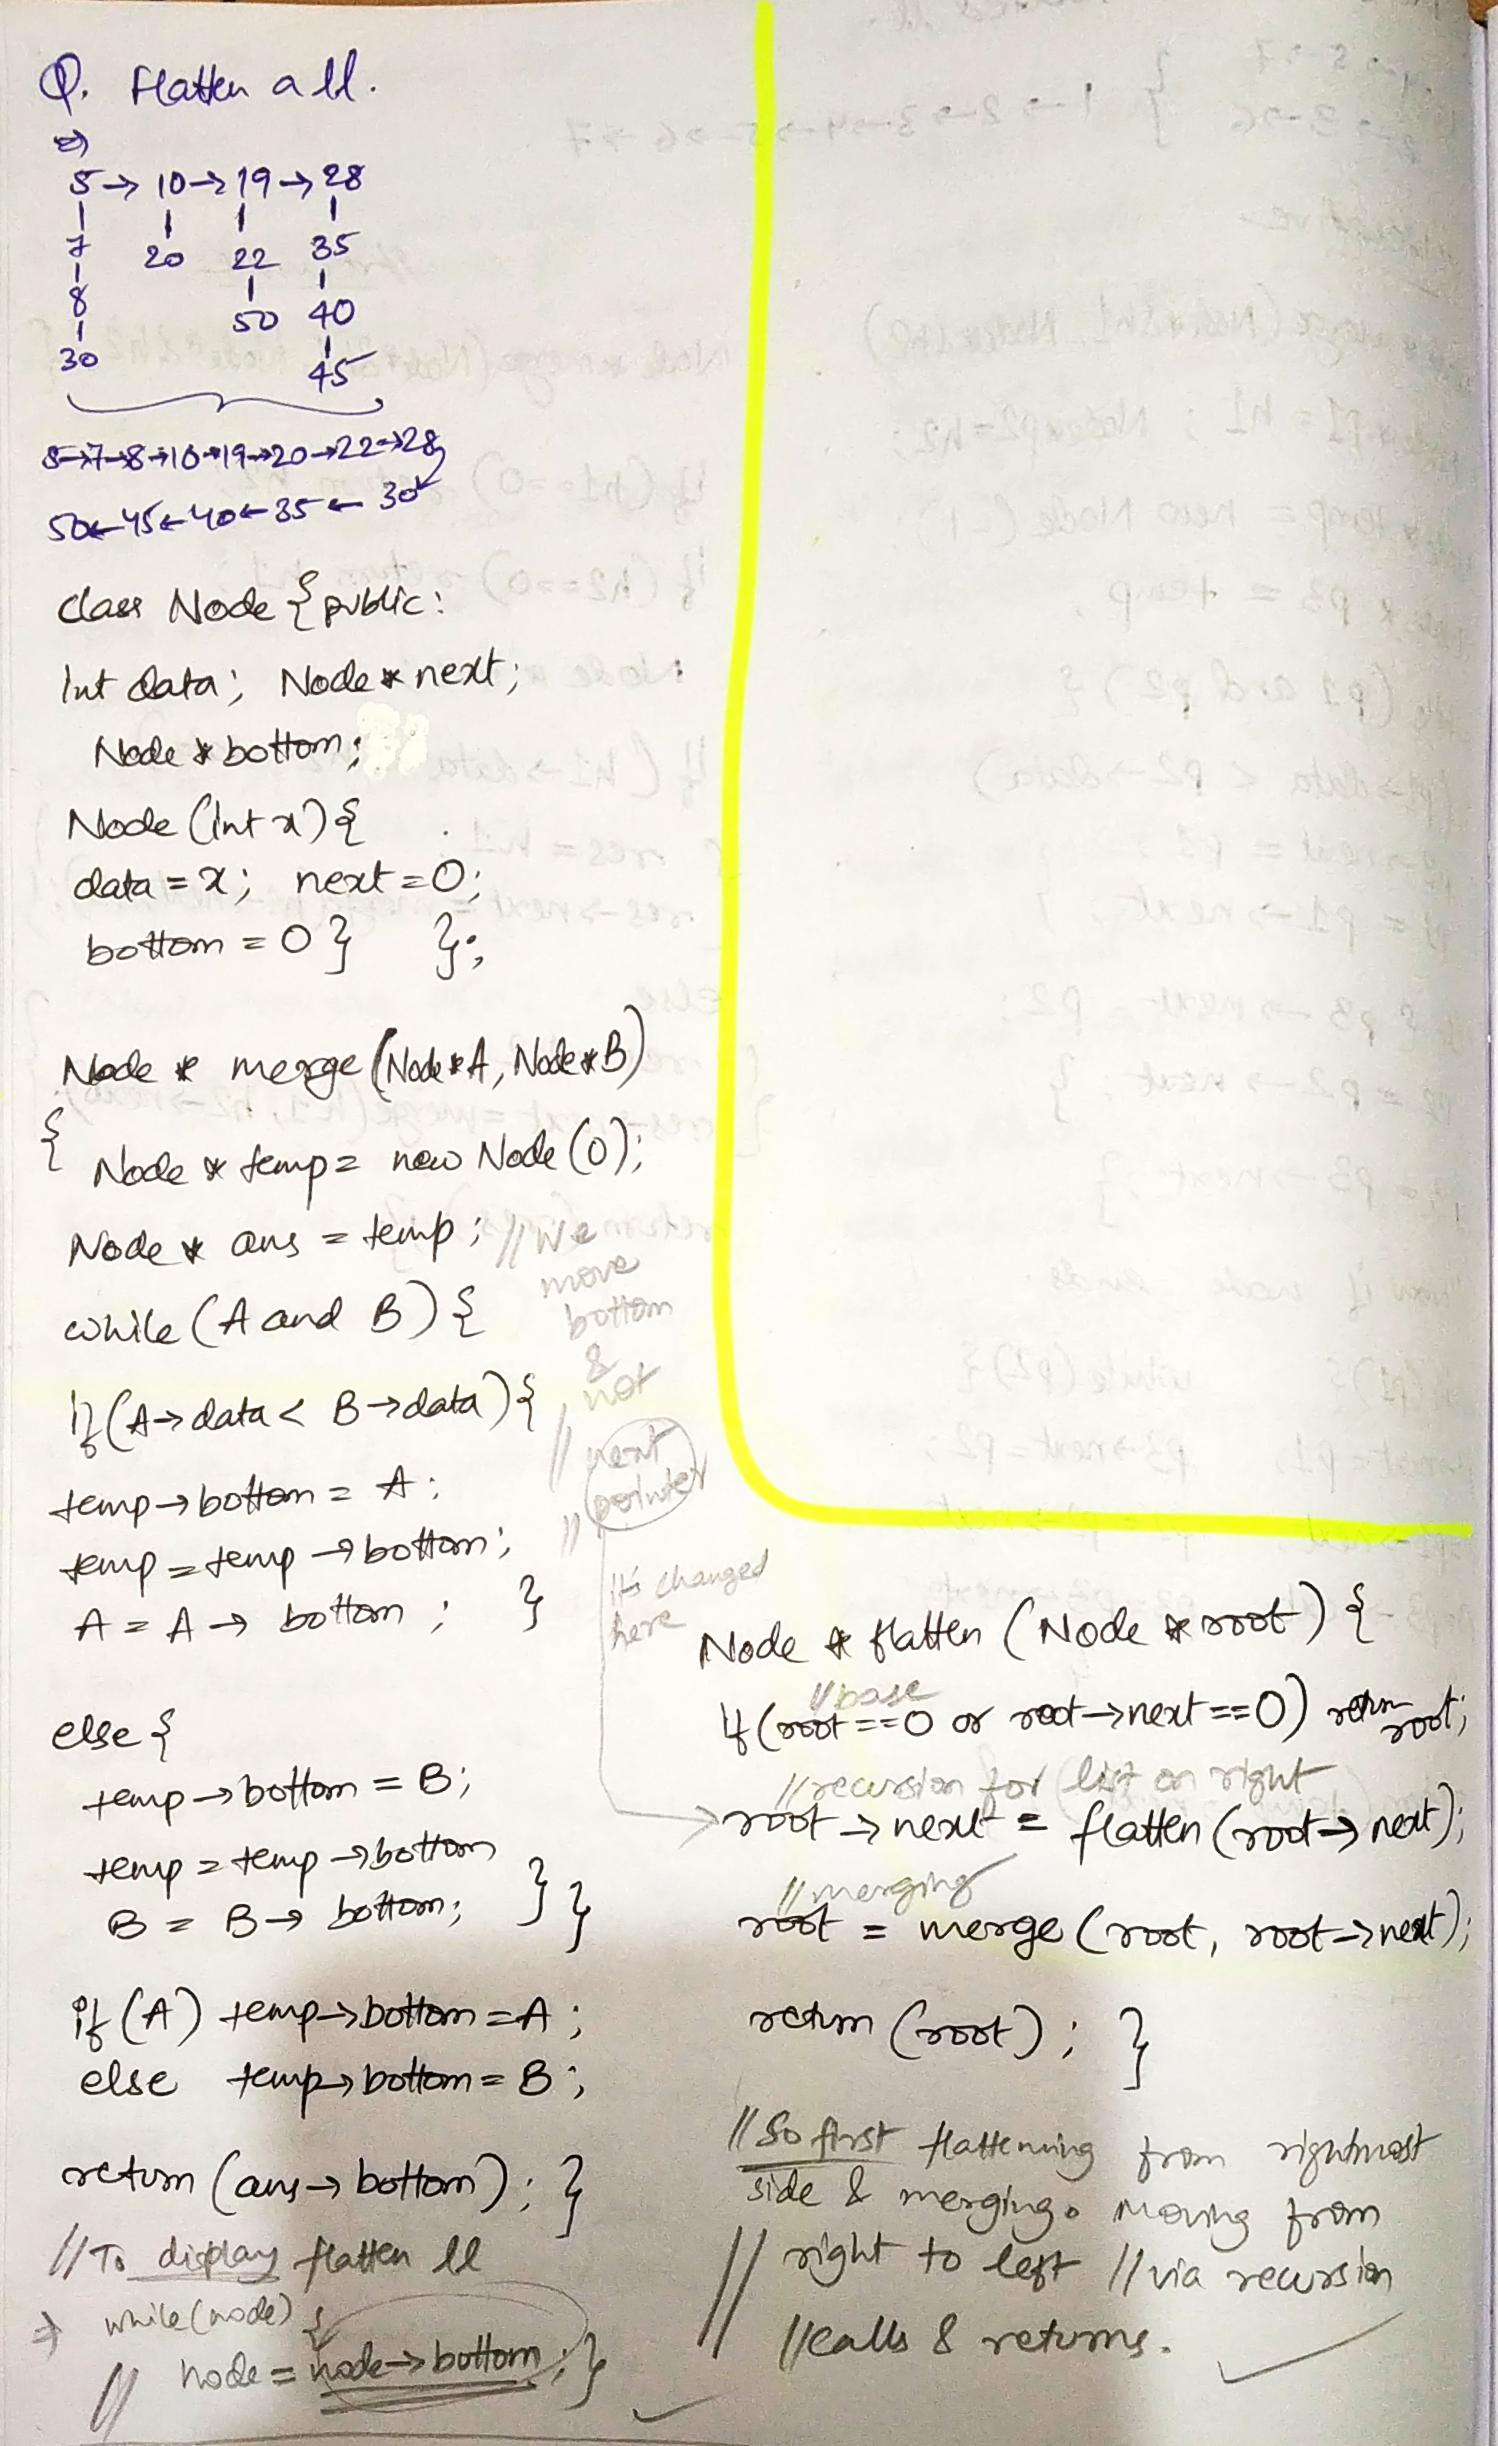 Q. Flatten a ll.
5 → 10 → 19 → 28
7 20 22 35
8 50 40
30 45
5→7→8→10→19→20→22→28
50←45←40←35←30
class Node { public:
int data; Node * next;
Node * bottom;
Node (int x) {
data = x; next = 0;
bottom = 0 } };
Node * merge (Node * A, Node * B)
{
Node * temp = new Node (0);
Node * ans = temp; // We
move
bottom
&
not
// next
pointer
//
while (A and B) {
if (A → data < B → data) {
temp → bottom = A;
temp = temp → bottom;
A = A → bottom ; }
It's changed
here
else {
temp → bottom = B;
temp = temp → bottom
B = B → bottom; } }
if (A) temp → bottom = A ;
else temp → bottom = B ;
return (ans → bottom) ; }
// To display flatten ll
⇒ while (node) {
// node = node → bottom ; }
Node * flatten (Node * root) {
// base
if (root == 0 or root → next == 0) return root;
// recursion for list on right
root → next = flatten (root → next);
// merging
root = merge (root, root → next);
return (root) ; }
// So first flattening from rightmost
side & merging. Moving from
// right to left // via recursion
// calls & returns.